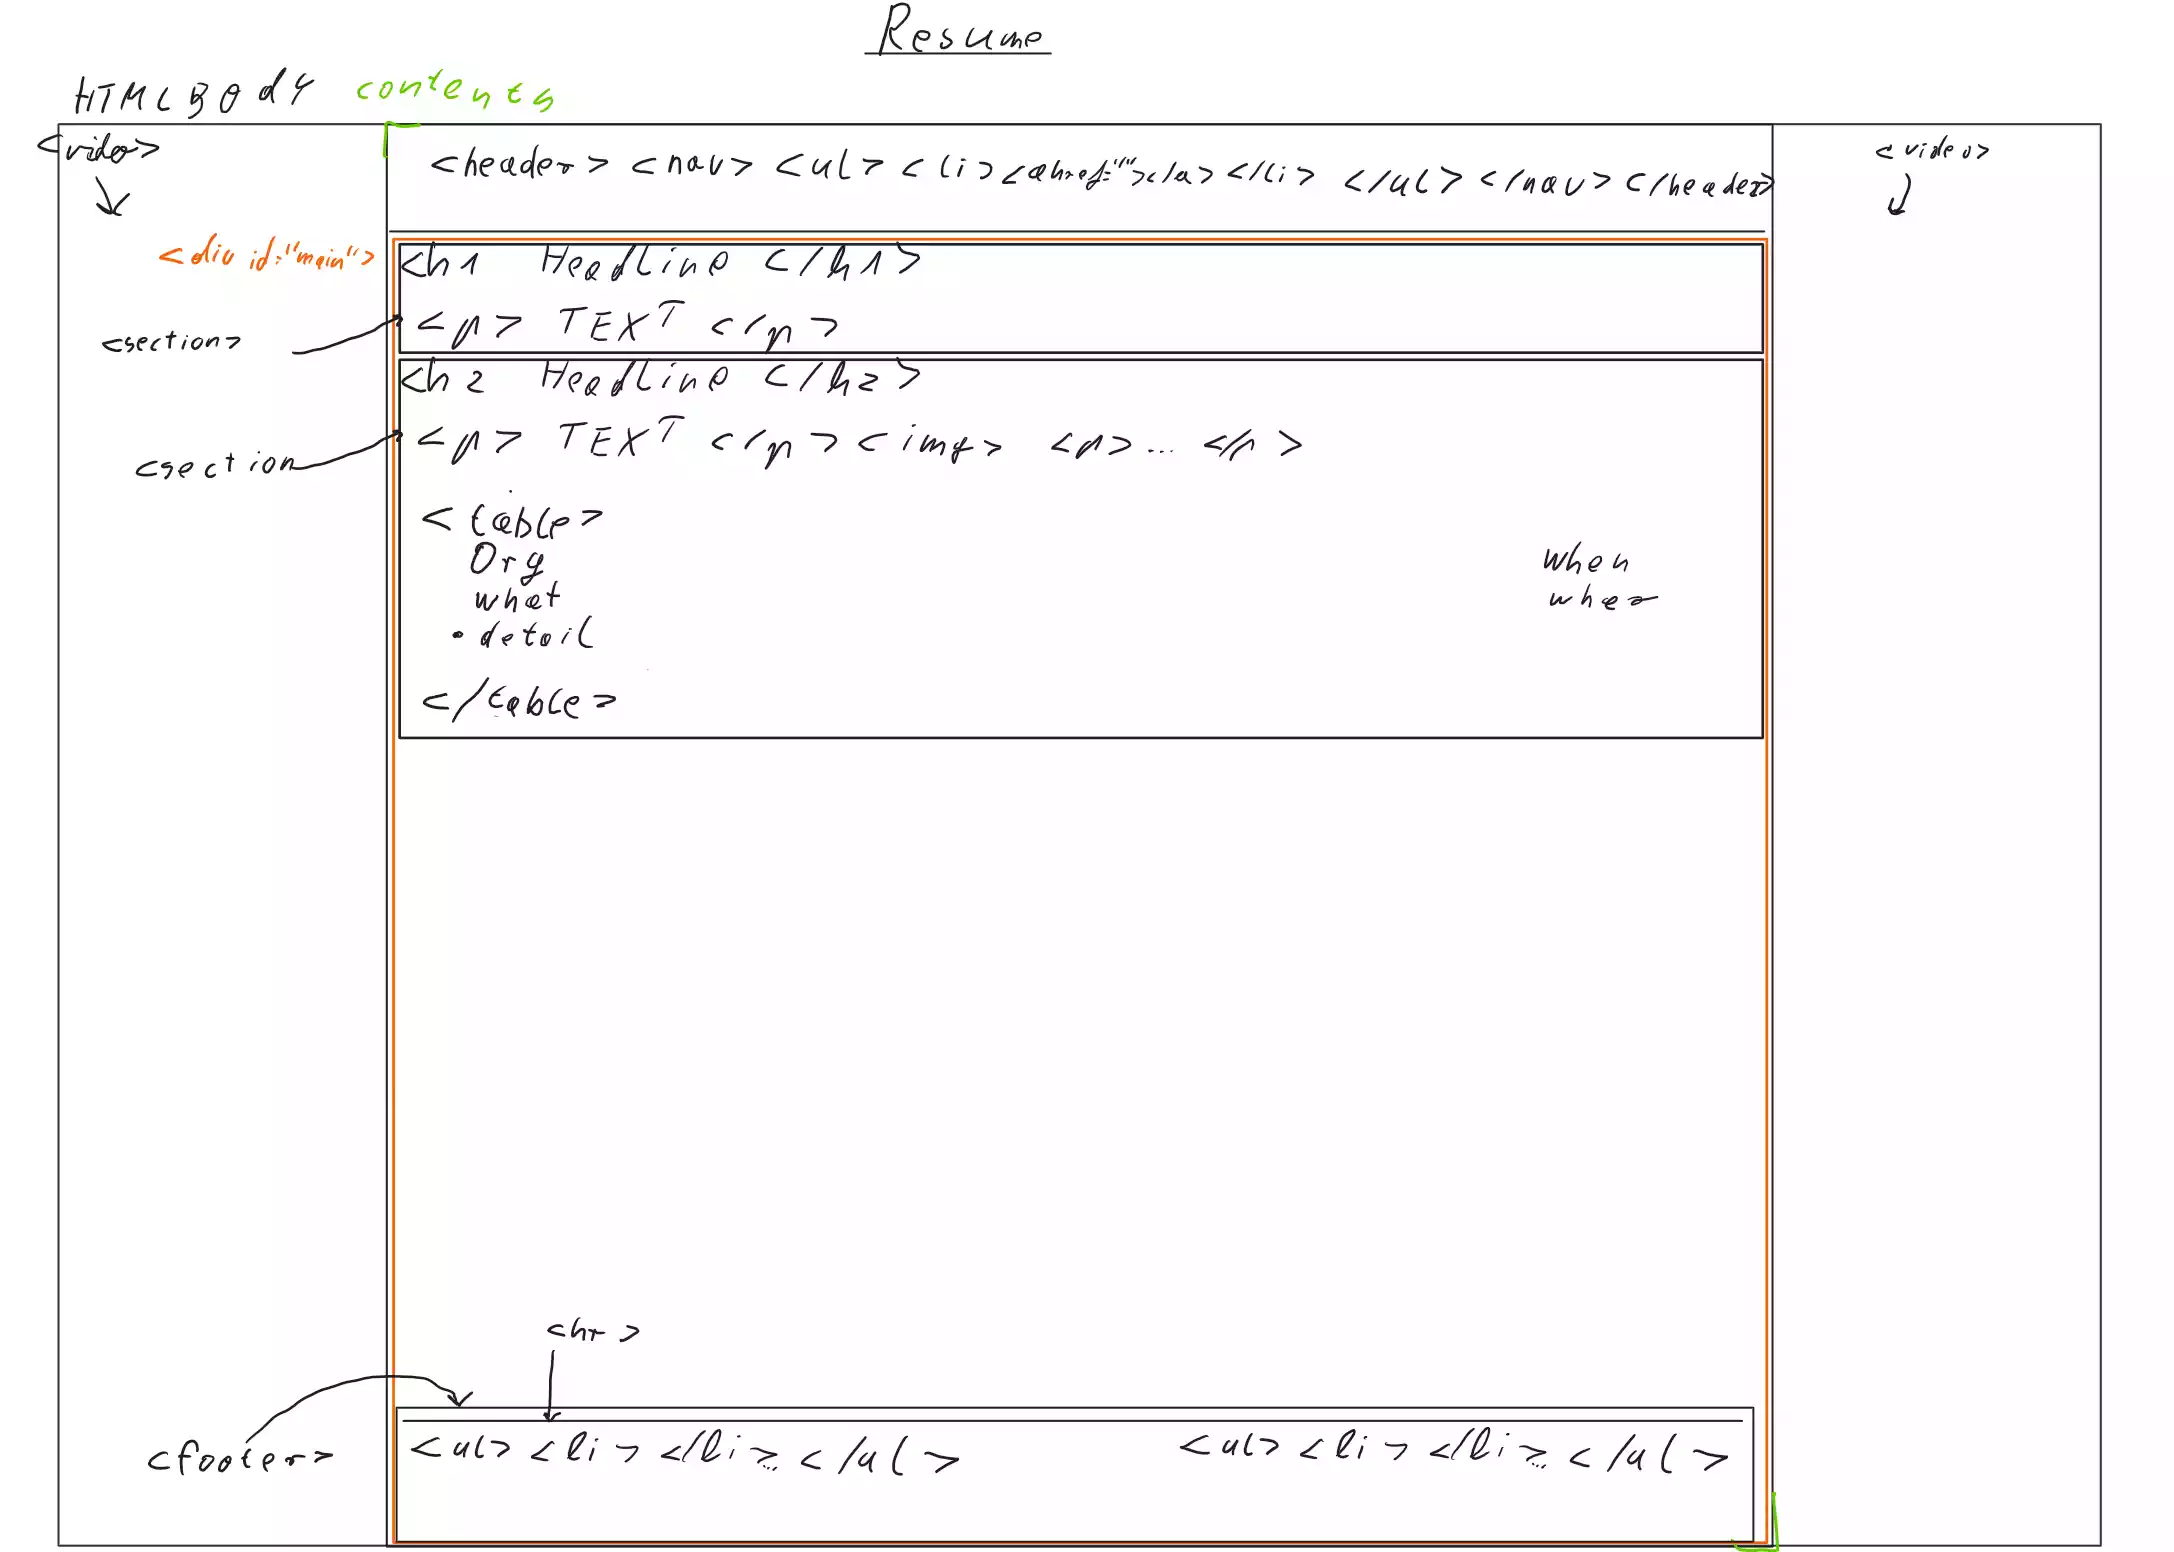 Resume
HTML BODY contents
<video>
<header> <nav> <ul> <li> <a href=""></a> </li> </ul> </nav> </header>
<video>
<div id="main">
<h1 Headline </h1>
<section>
<p> TEXT </p>
<h2 Headline </h2>
<section
<p> TEXT </p> <img> <p>... </p>
<table>
Org when
what wher
• detail
</table>
<hr>
<footer>
<ul> <li> </li>... </ul> <ul> <li> </li>... </ul>